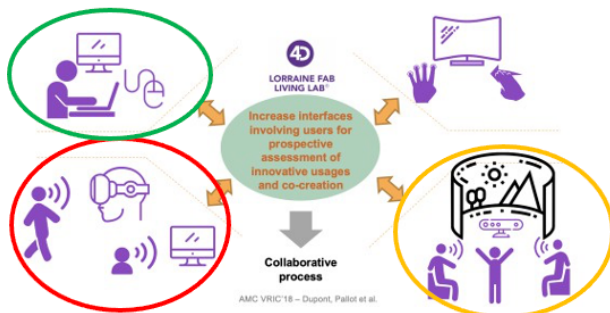 4D
LORRAINE FAB
LIVING LAB®
Increase interfaces
involving users for
prospective
assessment of
innovative usages
and co-creation
Collaborative
process
AMC VRIC'18 – Dupont, Pallot et al.